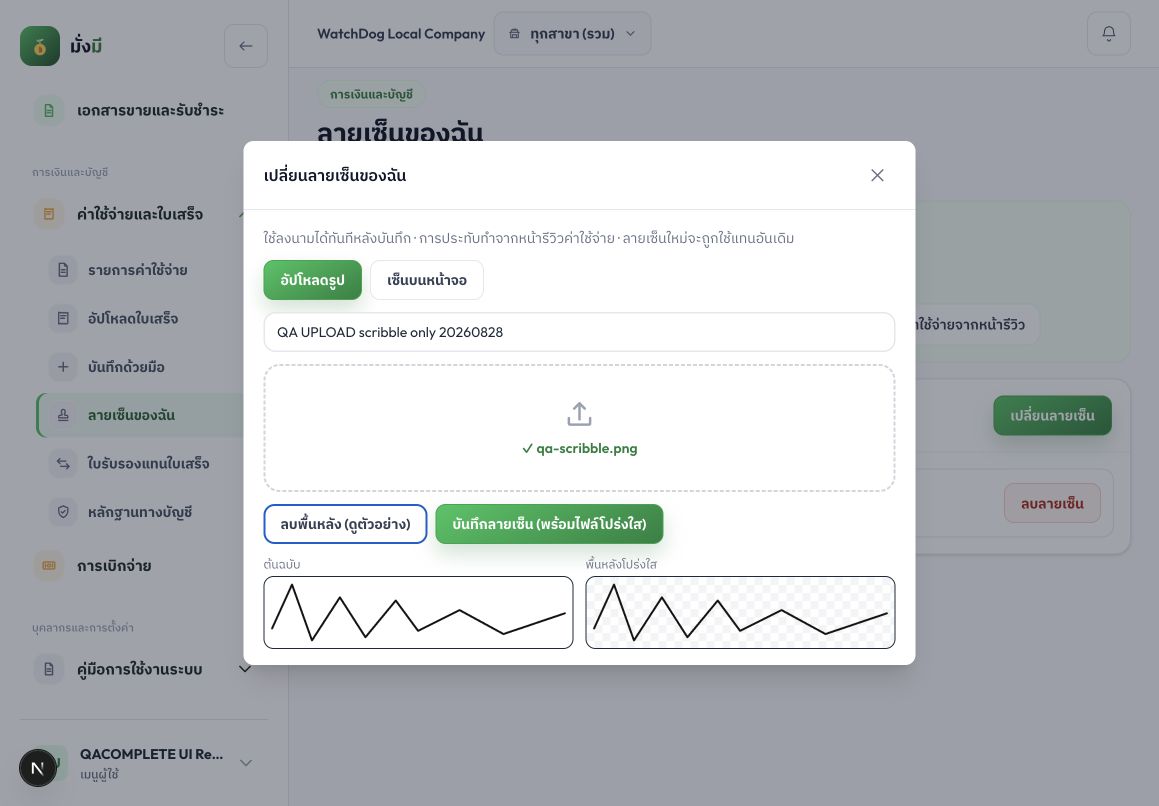 มั่งมี
เอกสารขายและรับชำระ
การเงินและบัญชี
ค่าใช้จ่ายและใบเสร็จ
รายการค่าใช้จ่าย
อัปโหลดใบเสร็จ
บันทึกด้วยมือ
ลายเซ็นของฉัน
ใบรับรองแทนใบเสร็จ
หลักฐานทางบัญชี
การเบิกจ่าย
บุคลากรและการตั้งค่า
คู่มือการใช้งานระบบ
QACOMPLETE UI Re...
เมนูผู้ใช้
N
WatchDog Local Company
ทุกสาขา (รวม)
การเงินและบัญชี
ลายเซ็นของฉัน
เปลี่ยนลายเซ็นของฉัน
ใช้ลงนามได้ทันทีหลังบันทึก · การประทับทำจากหน้ารีวิวค่าใช้จ่าย · ลายเซ็นใหม่จะถูกใช้แทนอันเดิม
อัปโหลดรูป
เซ็นบนหน้าจอ
QA UPLOAD scribble only 20260828
✓ qa-scribble.png
ลบพื้นหลัง (ดูตัวอย่าง)
บันทึกลายเซ็น (พร้อมไฟล์โปร่งใส)
ต้นฉบับ
พื้นหลังโปร่งใส
ใช้จ่ายจากหน้ารีวิว
เปลี่ยนลายเซ็น
ลบลายเซ็น